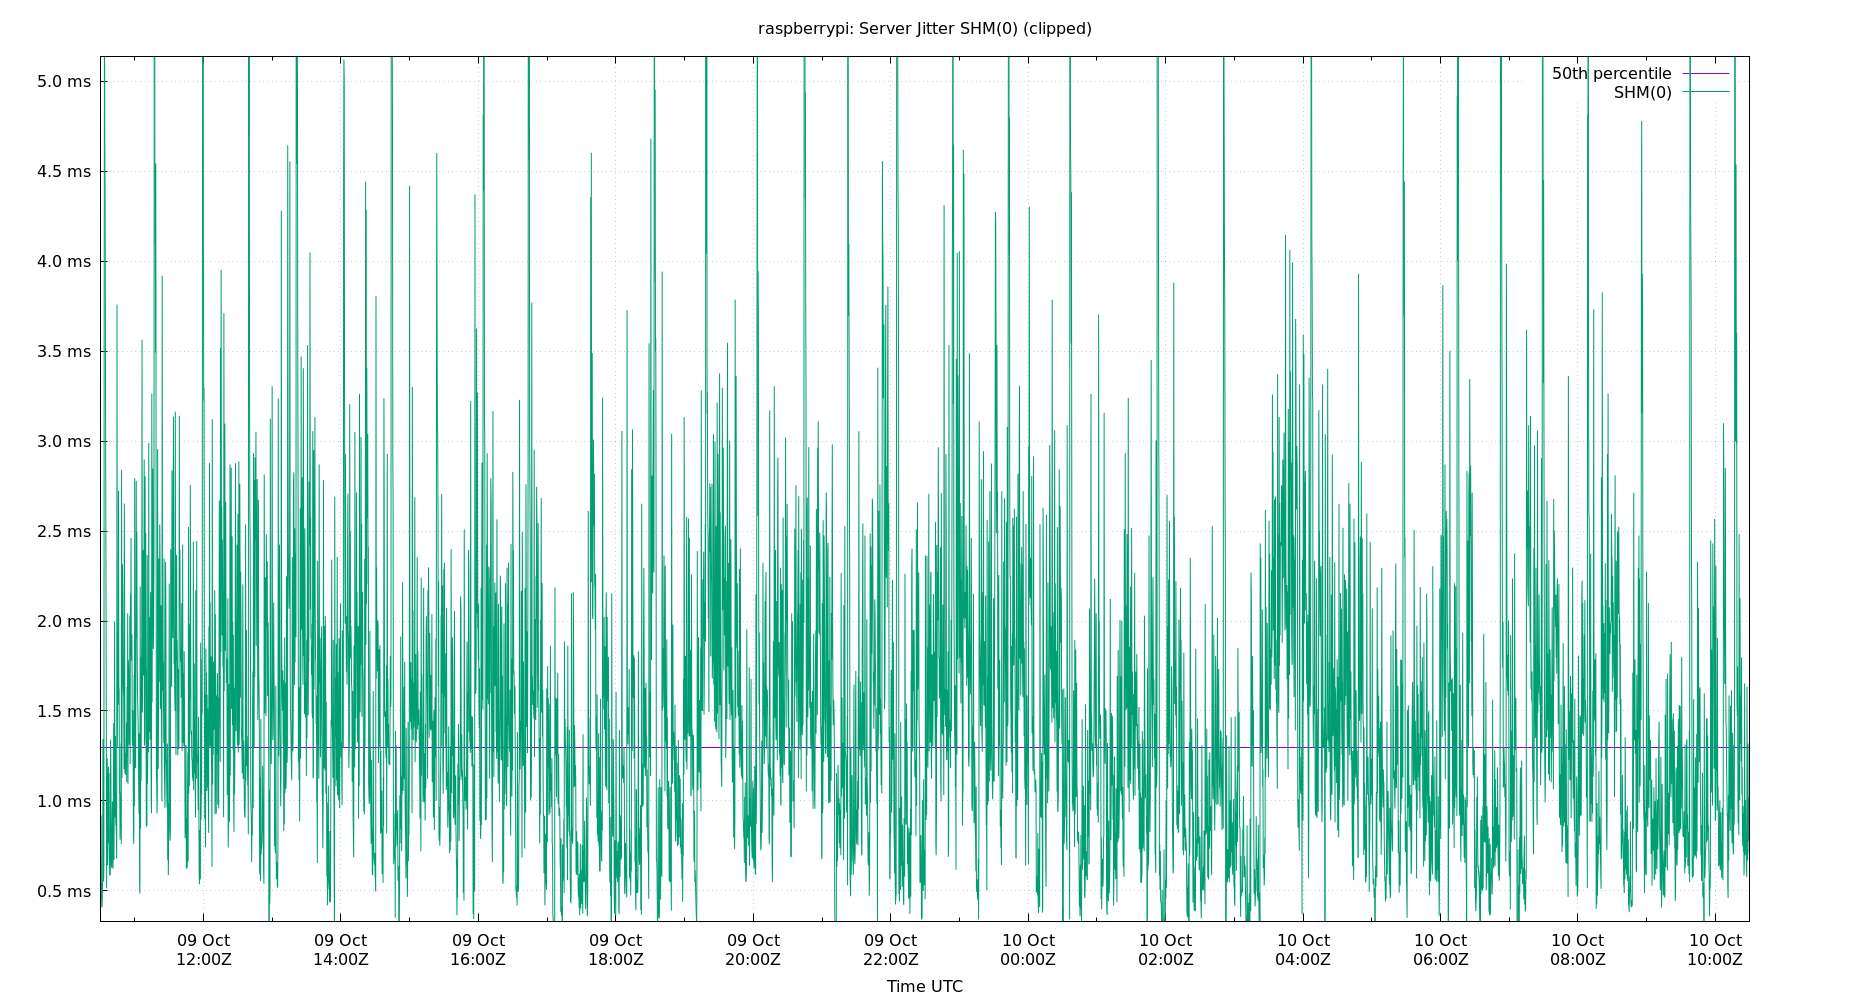 raspberrypi: Server Jitter SHM(0) (clipped)
5.0 ms
4.5 ms
4.0 ms
3.5 ms
3.0 ms
2.5 ms
2.0 ms
1.5 ms
1.0 ms
0.5 ms
50th percentile
SHM(0)
09 Oct 09 Oct 09 Oct 09 Oct 09 Oct 09 Oct 10 Oct 10 Oct 10 Oct 10 Oct 10 Oct 10 Oct
12:00Z 14:00Z 16:00Z 18:00Z 20:00Z 22:00Z 00:00Z 02:00Z 04:00Z 06:00Z 08:00Z 10:00Z
Time UTC